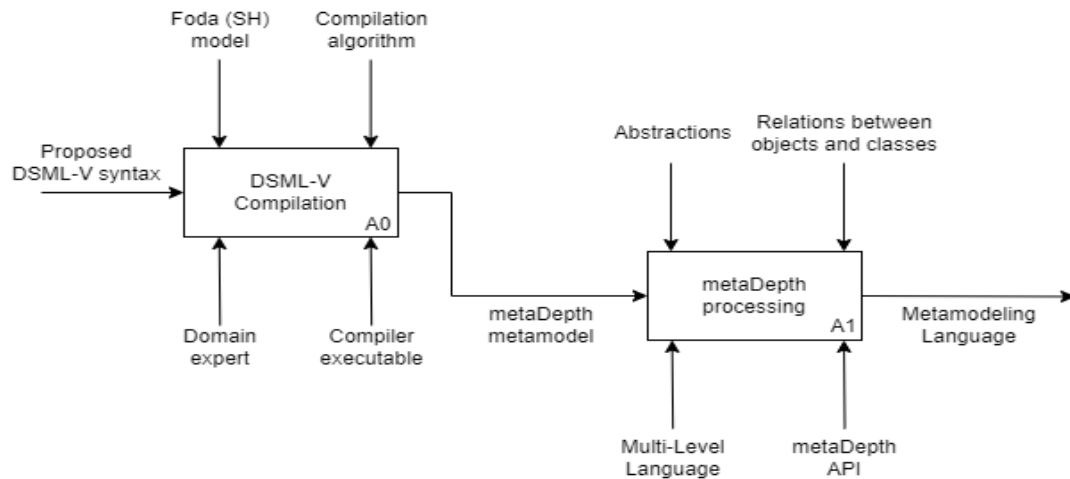 Foda (SH)
model
Compilation
algorithm
Proposed
DSML-V syntax
DSML-V
Compilation
A0
Domain
expert
Compiler
executable
metaDepth
metamodel
Abstractions
Relations between
objects and classes
metaDepth
processing
A1
Multi-Level
Language
metaDepth
API
Metamodeling
Language